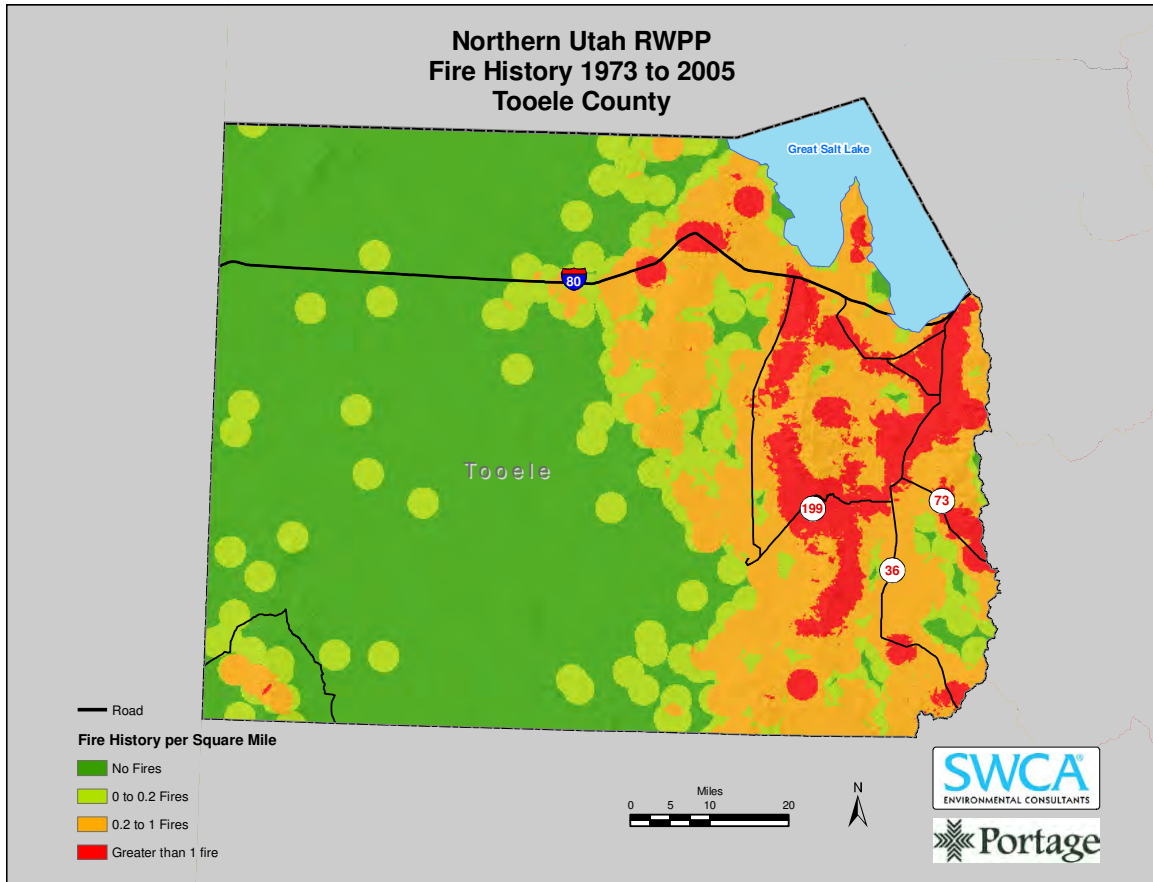 Northern Utah RWPP
Fire History 1973 to 2005
Tooele County
Great Salt Lake
80
Tooele
199
73
36
Road
Fire History per Square Mile
No Fires
0 to 0.2 Fires
0.2 to 1 Fires
Greater than 1 fire
Miles
0 5 10 20
N
SWCA®
ENVIRONMENTAL CONSULTANTS
Portage